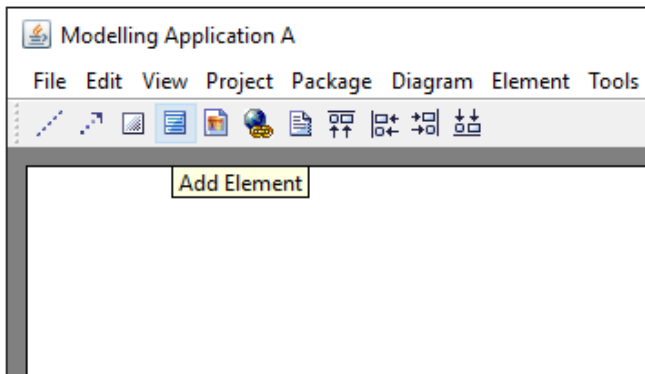 Modelling Application A
File Edit View Project Package Diagram Element Tools
Add Element